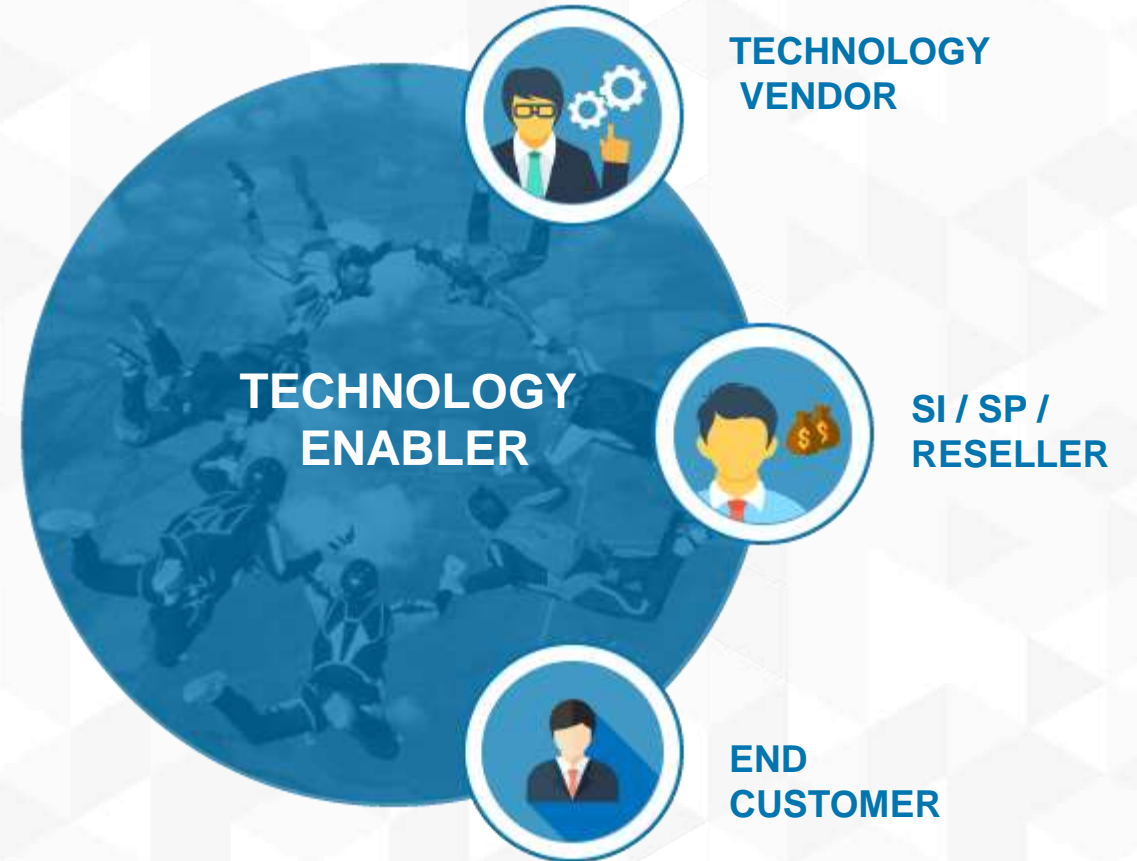 TECHNOLOGY
VENDOR
TECHNOLOGY
ENABLER
SI / SP /
RESELLER
END
CUSTOMER
$ $